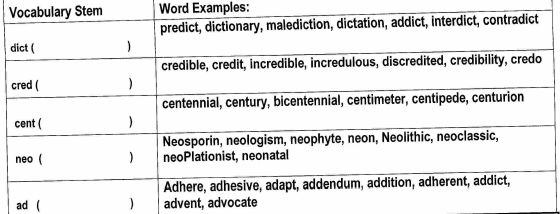 Vocabulary Stem Word Examples:
dict ( ) predict, dictionary, malediction, dictation, addict, interdict, contradict
cred ( ) credible, credit, incredible, incredulous, discredited, credibility, credo
cent ( ) centennial, century, bicentennial, centimeter, centipede, centurion
neo ( ) Neosporin, neologism, neophyte, neon, Neolithic, neoclassic,
neoPlationist, neonatal
ad ( ) Adhere, adhesive, adapt, addendum, addition, adherent, addict,
advent, advocate